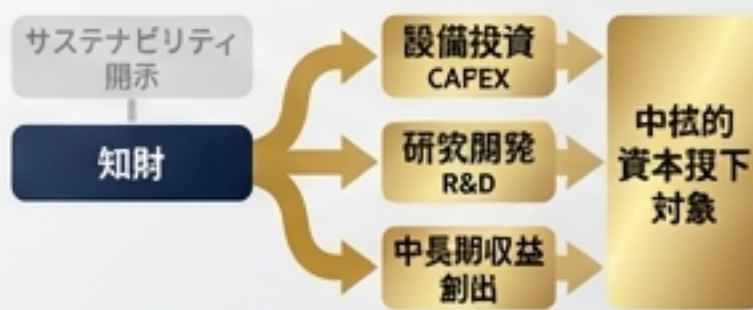 サステナビリティ
開示
知財
設備投資
CAPEX
研究開発
R&D
中長期収益
創出
中核的
資本投下
対象